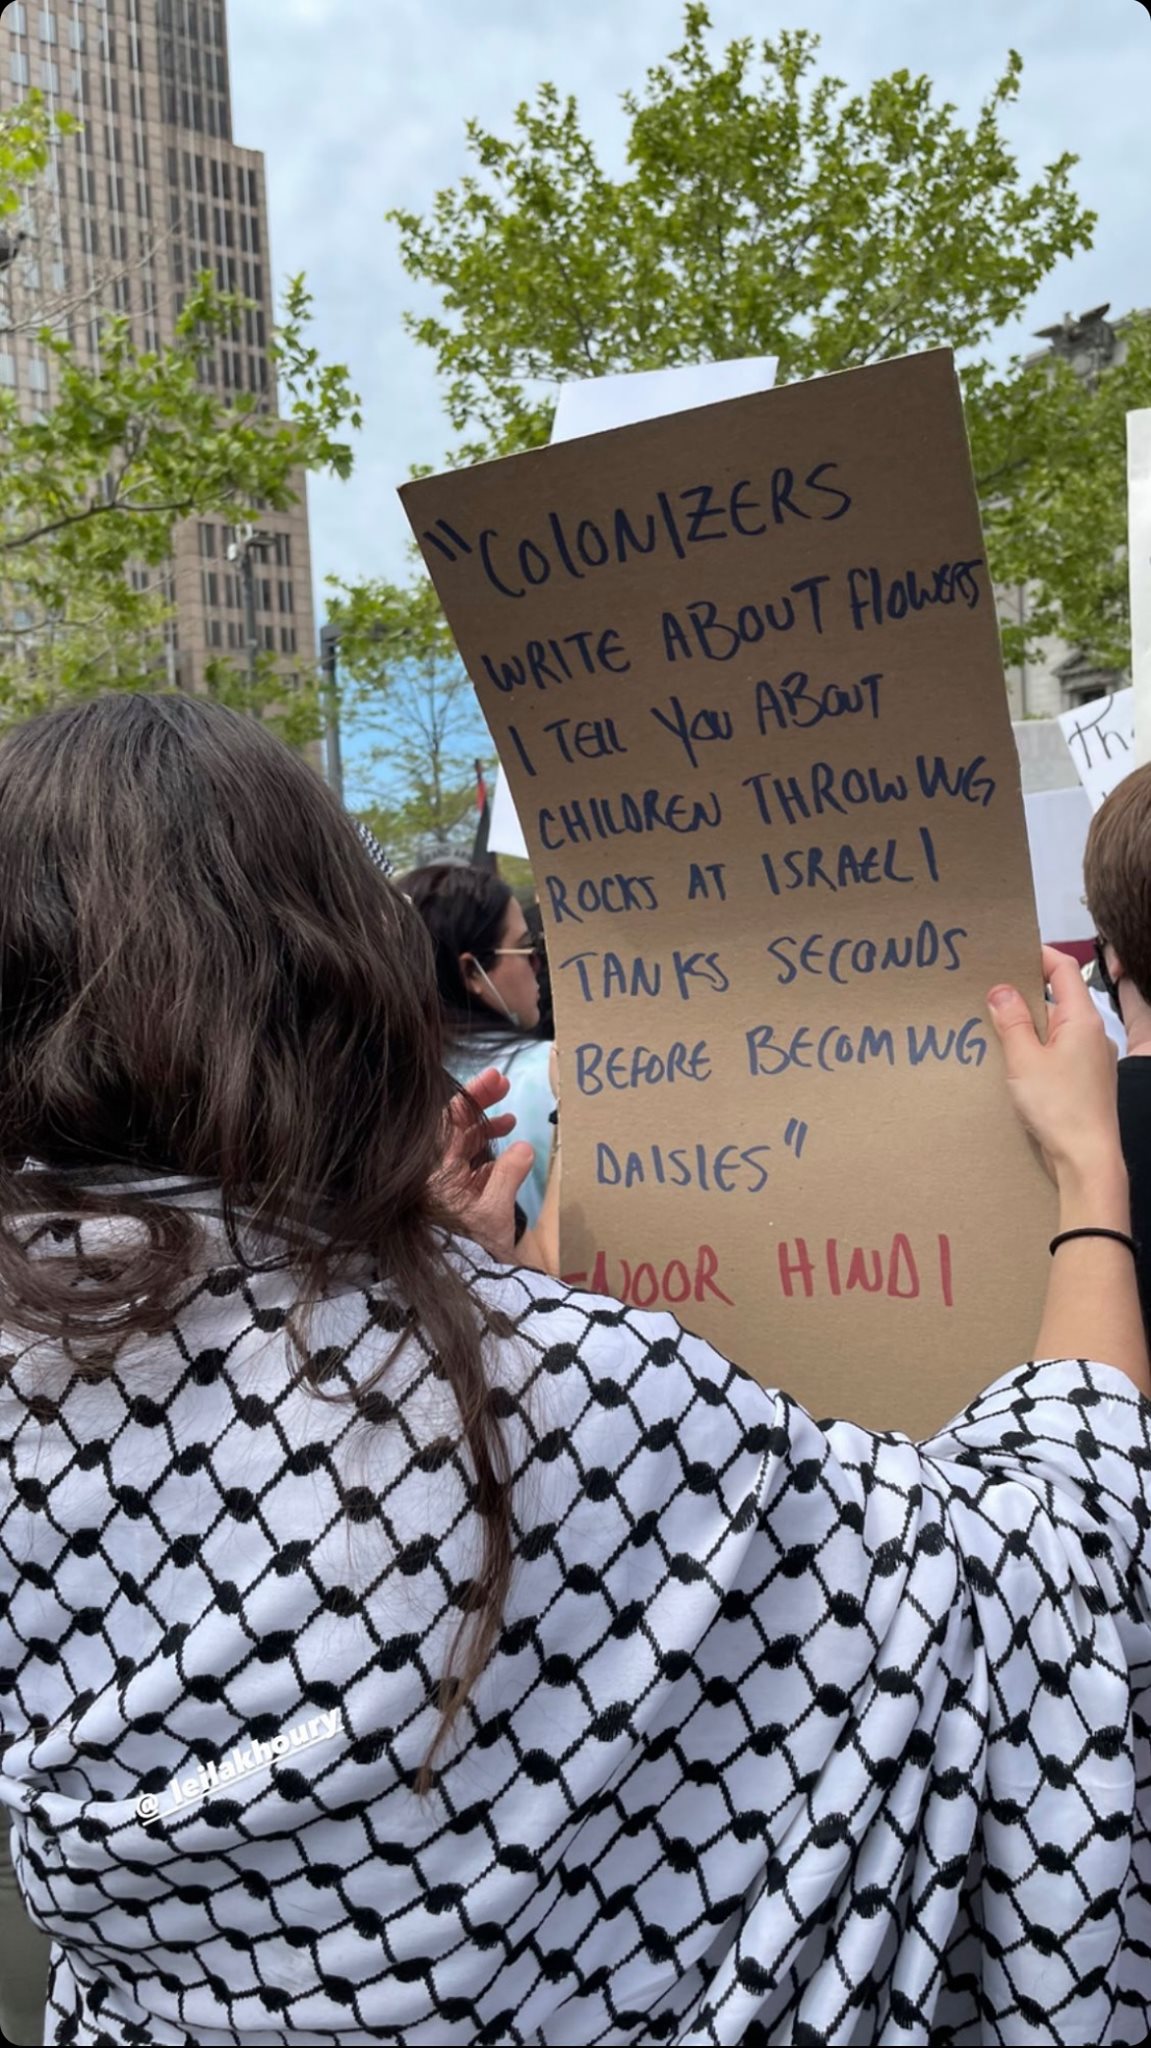 "COLONIZERS
WRITE ABOUT FLOWERS
I TELL YOU ABOUT
CHILDREN THROWING
ROCKS AT ISRAELI
TANKS SECONDS
BEFORE BECOMING
DAISIES"
-NOOR HINDI
Th
@_leilakhoury